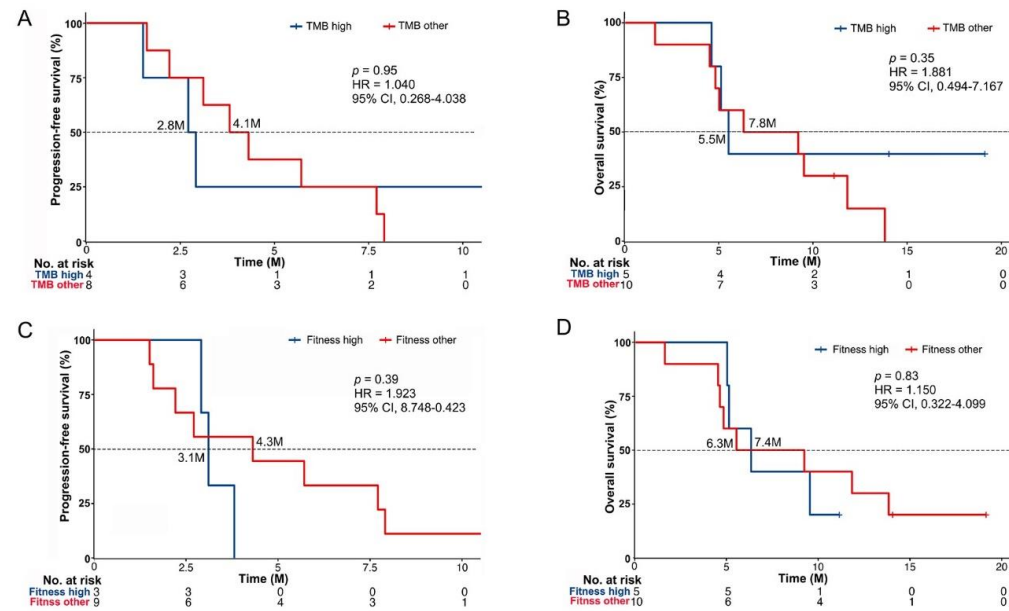 A
TMB high
TMB other
p = 0.95
HR = 1.040
95% CI, 0.268-4.038
Progression-free survival (%)
100
75
50
25
0
2.8M
4.1M
0
2.5
5
7.5
10
Time (M)
No. at risk
TMB high 4 3 1 1 1
TMB other 8 6 3 2 0
B
TMB high
TMB other
p = 0.35
HR = 1.881
95% CI, 0.494-7.167
Overall survival (%)
100
75
50
25
0
5.5M
7.8M
0
5
10
15
20
Time (M)
No. at risk
TMB high 5 4 2 1 0
TMB other 10 7 3 0 0
C
Fitness high
Fitness other
p = 0.39
HR = 1.923
95% CI, 8.748-0.423
Progression-free survival (%)
100
75
50
25
0
3.1M
4.3M
0
2.5
5
7.5
10
Time (M)
No. at risk
Fitness high 3 3 0 0 0
Fitnss other 9 6 4 3 1
D
Fitness high
Fitness other
p = 0.83
HR = 1.150
95% CI, 0.322-4.099
Overall survival (%)
100
75
50
25
0
6.3M
7.4M
0
5
10
15
20
Time (M)
No. at risk
Fitness high 5 5 1 0 0
Fitnss other 10 6 4 1 0